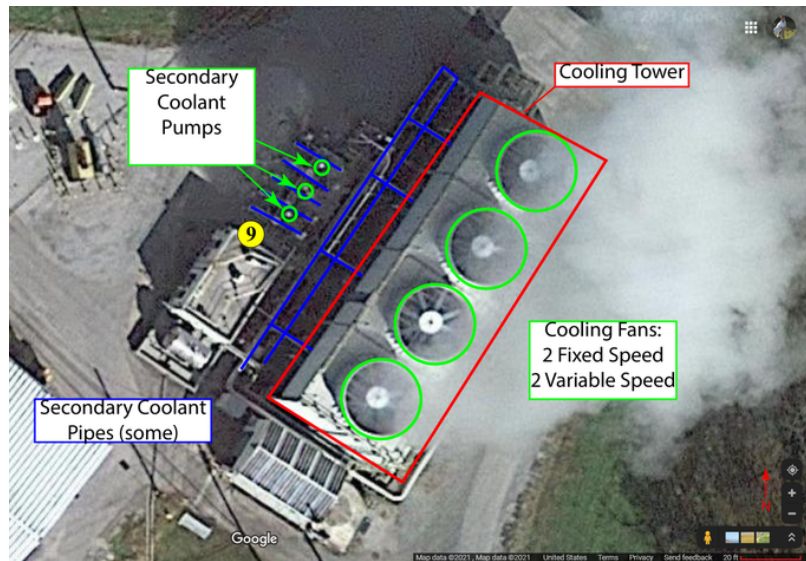 Secondary
Coolant
Pumps
Cooling Tower
9
Cooling Fans:
2 Fixed Speed
2 Variable Speed
Secondary Coolant
Pipes (some)
N
Google
Map data ©2021 , Map data ©2021 United States Terms Privacy Send feedback 20 ft